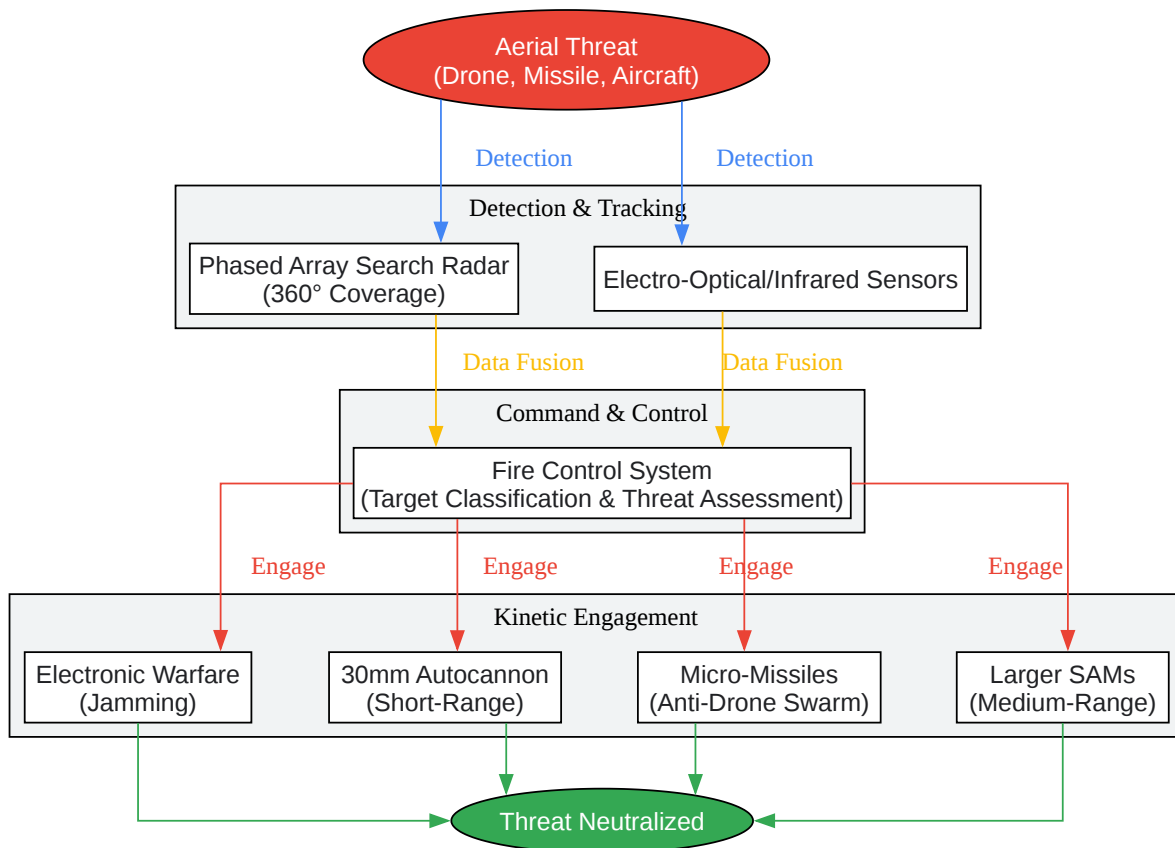 Aerial Threat
(Drone, Missile, Aircraft)
Detection
Detection
Detection & Tracking
Phased Array Search Radar
(360° Coverage)
Electro-Optical/Infrared Sensors
Data Fusion
Data Fusion
Command & Control
Fire Control System
(Target Classification & Threat Assessment)
Engage
Engage
Engage
Engage
Kinetic Engagement
Electronic Warfare
(Jamming)
30mm Autocannon
(Short-Range)
Micro-Missiles
(Anti-Drone Swarm)
Larger SAMs
(Medium-Range)
Threat Neutralized